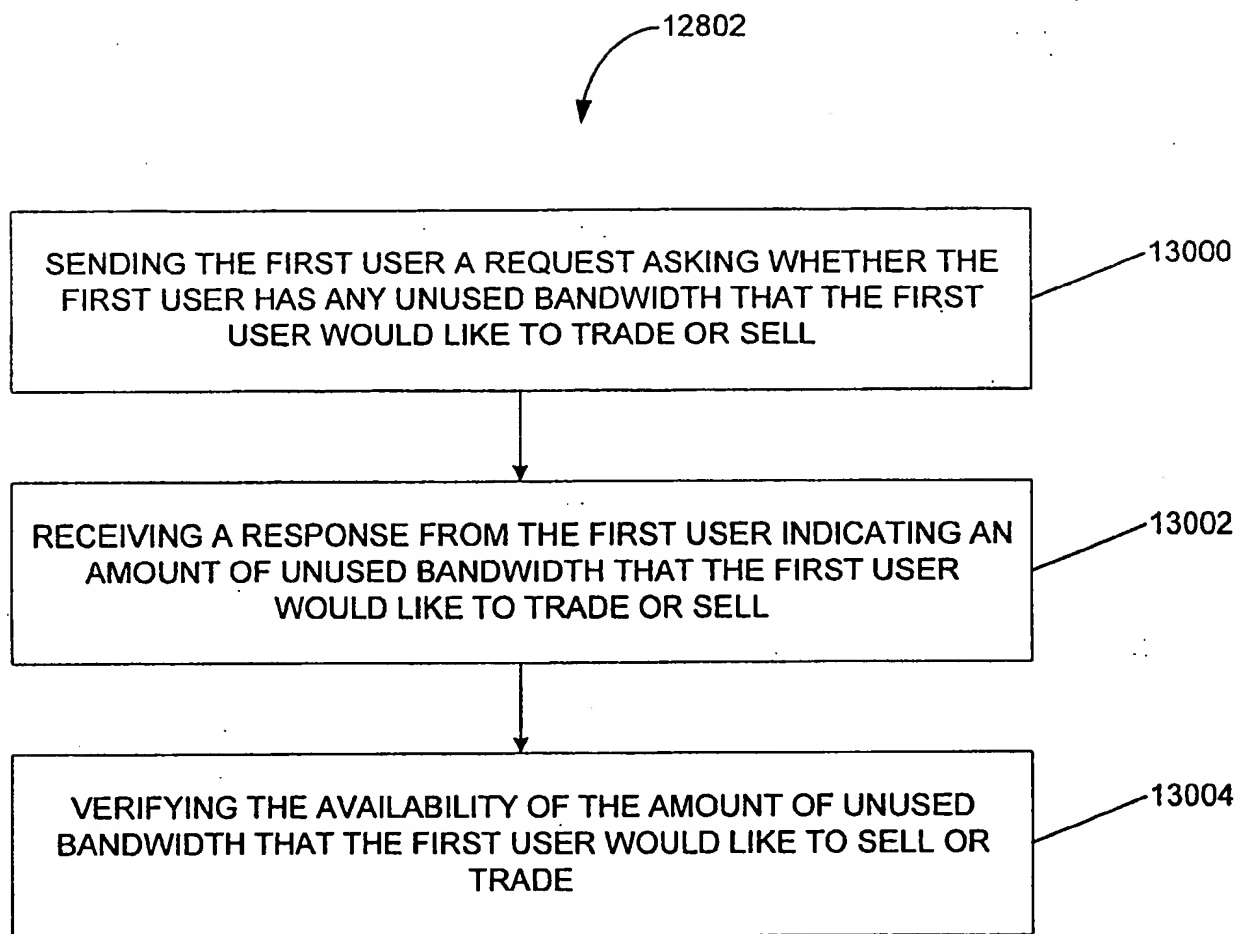 12802
SENDING THE FIRST USER A REQUEST ASKING WHETHER THE
FIRST USER HAS ANY UNUSED BANDWIDTH THAT THE FIRST
USER WOULD LIKE TO TRADE OR SELL
13000
RECEIVING A RESPONSE FROM THE FIRST USER INDICATING AN
AMOUNT OF UNUSED BANDWIDTH THAT THE FIRST USER
WOULD LIKE TO TRADE OR SELL
13002
VERIFYING THE AVAILABILITY OF THE AMOUNT OF UNUSED
BANDWIDTH THAT THE FIRST USER WOULD LIKE TO SELL OR
TRADE
13004